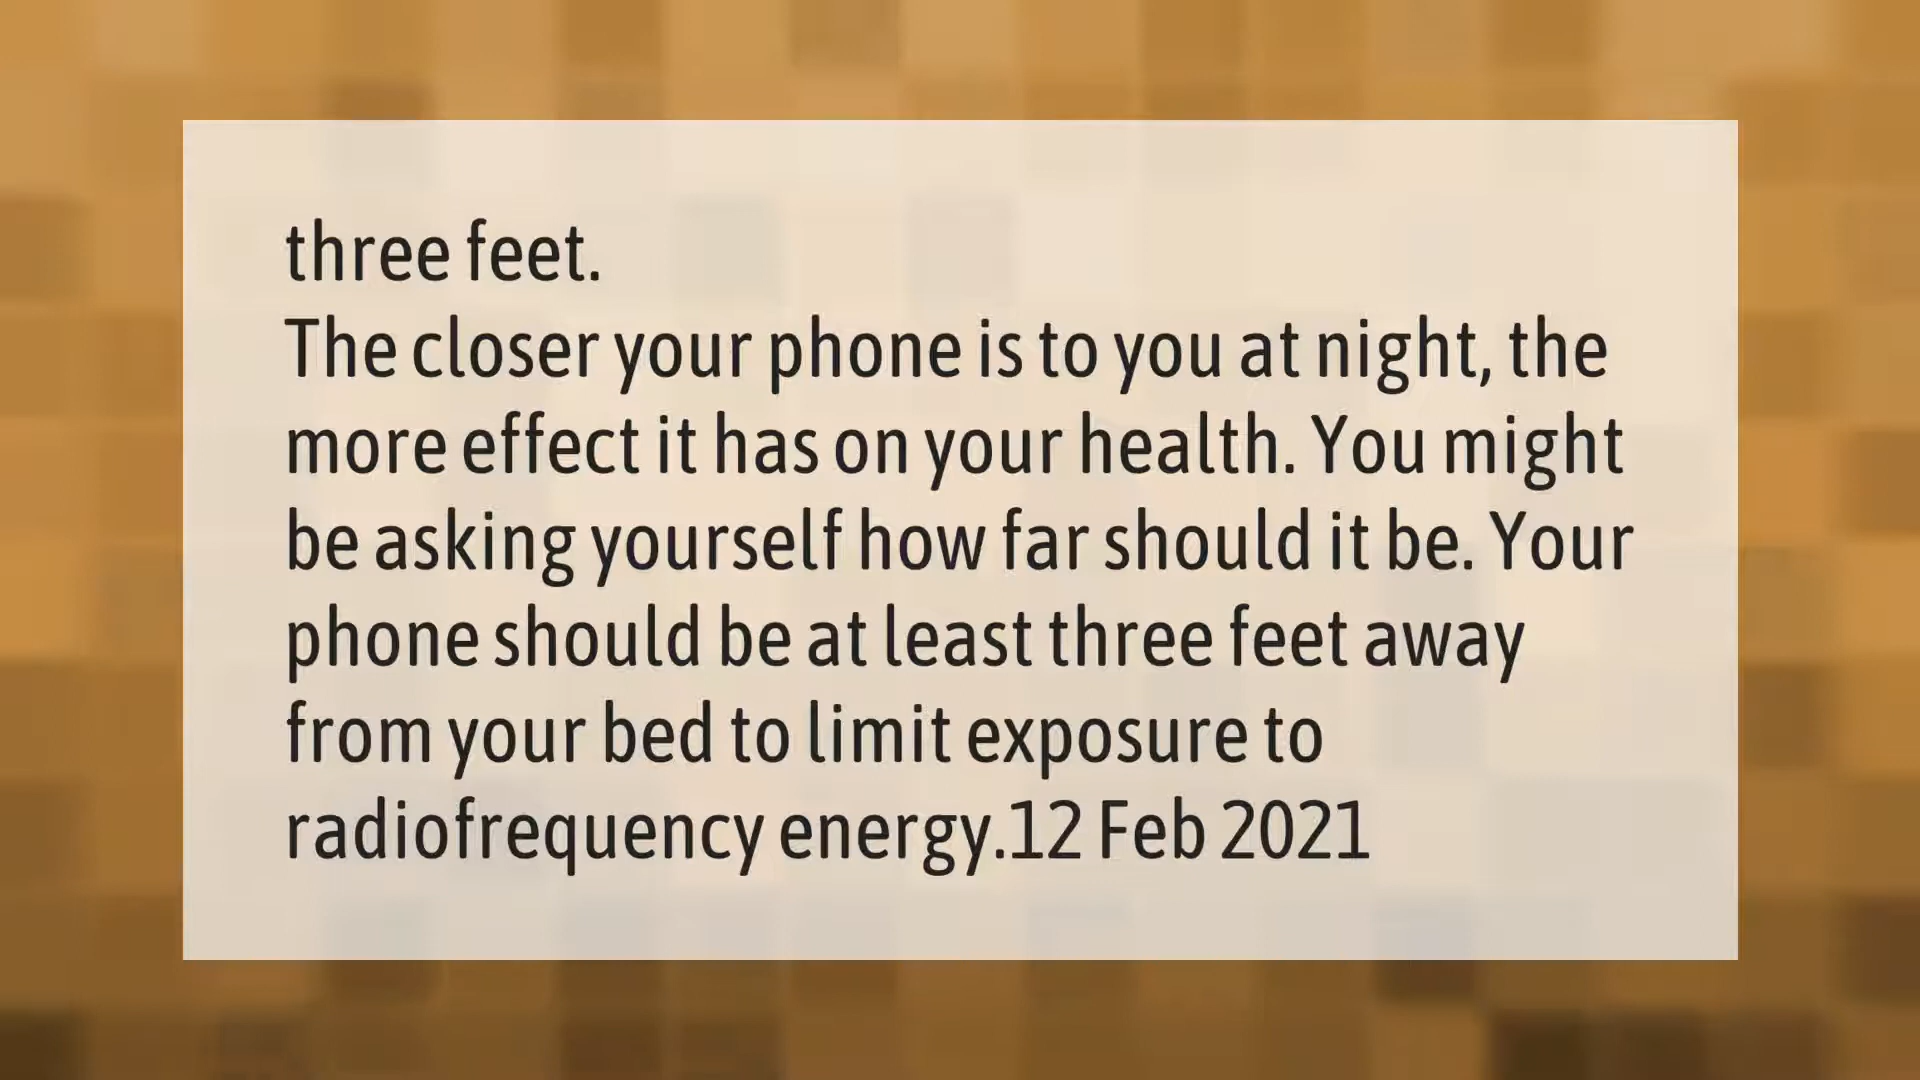 three feet.
The closer your phone is to you at night, the
more effect it has on your health. You might
be asking yourself how far should it be. Your
phone should be at least three feet away
from your bed to limit exposure to
radiofrequency energy.12 Feb 2021